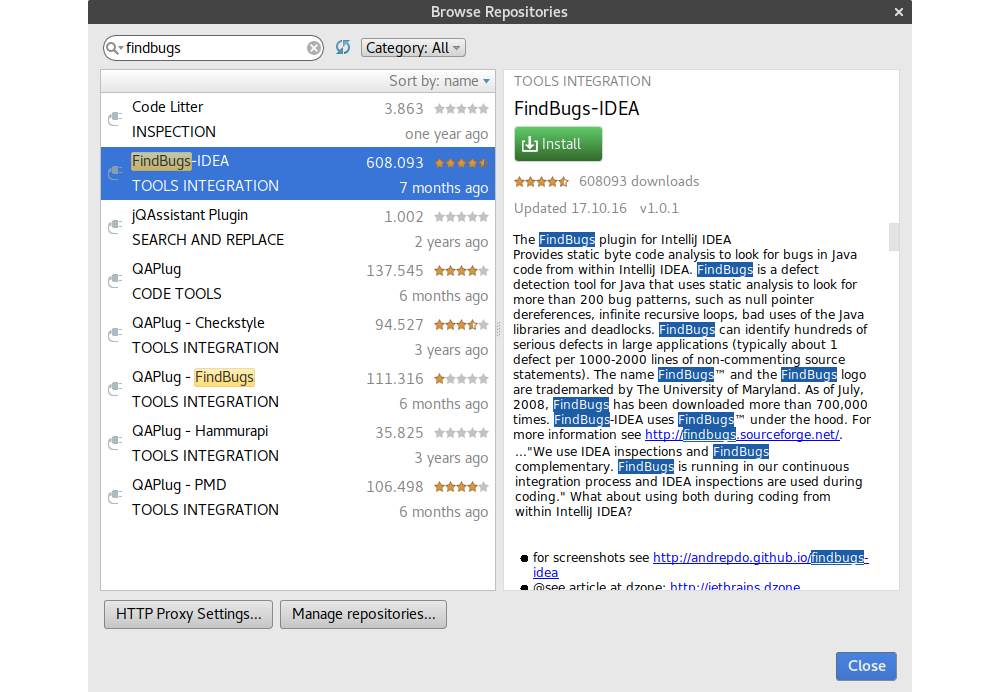 Browse Repositories
findbugs
Category: All
Sort by: name
Code Litter 3.863
INSPECTION one year ago
FindBugs-IDEA 608.093
TOOLS INTEGRATION 7 months ago
jQAssistant Plugin 1.002
SEARCH AND REPLACE 2 years ago
QAPlug 137.545
CODE TOOLS 6 months ago
QAPlug - Checkstyle 94.527
TOOLS INTEGRATION 3 years ago
QAPlug - FindBugs 111.316
TOOLS INTEGRATION 6 months ago
QAPlug - Hammurapi 35.825
TOOLS INTEGRATION 3 years ago
QAPlug - PMD 106.498
TOOLS INTEGRATION 6 months ago
TOOLS INTEGRATION
FindBugs-IDEA
Install
608093 downloads
Updated 17.10.16 v1.0.1
The FindBugs plugin for IntelliJ IDEA
Provides static byte code analysis to look for bugs in Java
code from within IntelliJ IDEA. FindBugs is a defect
detection tool for Java that uses static analysis to look for
more than 200 bug patterns, such as null pointer
dereferences, infinite recursive loops, bad uses of the Java
libraries and deadlocks. FindBugs can identify hundreds of
serious defects in large applications (typically about 1
defect per 1000-2000 lines of non-commenting source
statements). The name FindBugs™ and the FindBugs logo
are trademarked by The University of Maryland. As of July,
2008, FindBugs has been downloaded more than 700,000
times. FindBugs-IDEA uses FindBugs™ under the hood. For
more information see http://findbugs.sourceforge.net/.
..."We use IDEA inspections and FindBugs
complementary. FindBugs is running in our continuous
integration process and IDEA inspections are used during
coding." What about using both during coding from
within IntelliJ IDEA?
for screenshots see http://andrepdo.github.io/findbugs-
idea
@see article at dzone: http://jetbrains.dzone
HTTP Proxy Settings...
Manage repositories...
Close